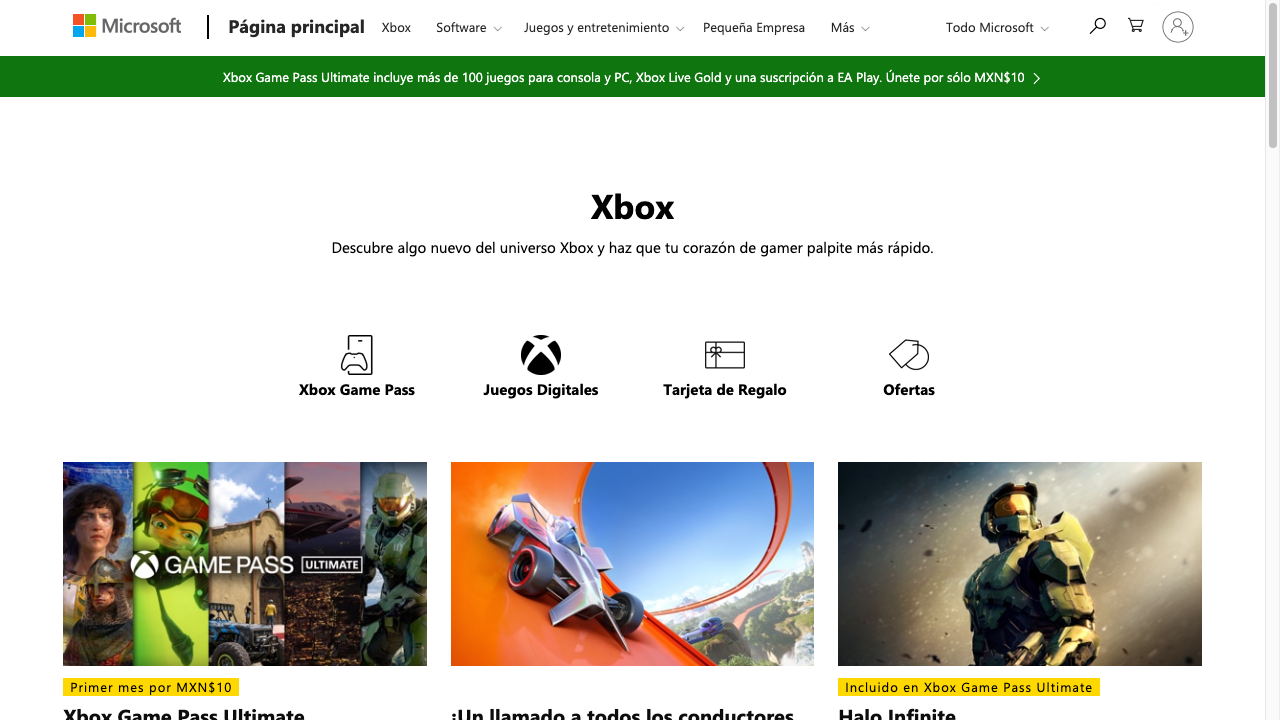 Microsoft
Página principal
Xbox
Software
Juegos y entretenimiento
Pequeña Empresa
Más
Todo Microsoft
Xbox Game Pass Ultimate incluye más de 100 juegos para consola y PC, Xbox Live Gold y una suscripción a EA Play. Únete por sólo MXN$10
Xbox
Descubre algo nuevo del universo Xbox y haz que tu corazón de gamer palpite más rápido.
Xbox Game Pass
Juegos Digitales
Tarjeta de Regalo
Ofertas
GAME PASS ULTIMATE
Primer mes por MXN$10
Xbox Game Pass Ultimate
¡Un llamado a todos los conductores
Incluido en Xbox Game Pass Ultimate
Halo Infinite